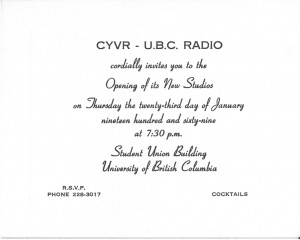 CYVR - U.B.C. RADIO
cordially invites you to the
Opening of its New Studios
on Thursday the twenty-third day of January
nineteen hundred and sixty-nine
at 7:30 p.m.
Student Union Building
University of British Columbia
R.S.V.P. COCKTAILS
PHONE 228-3017